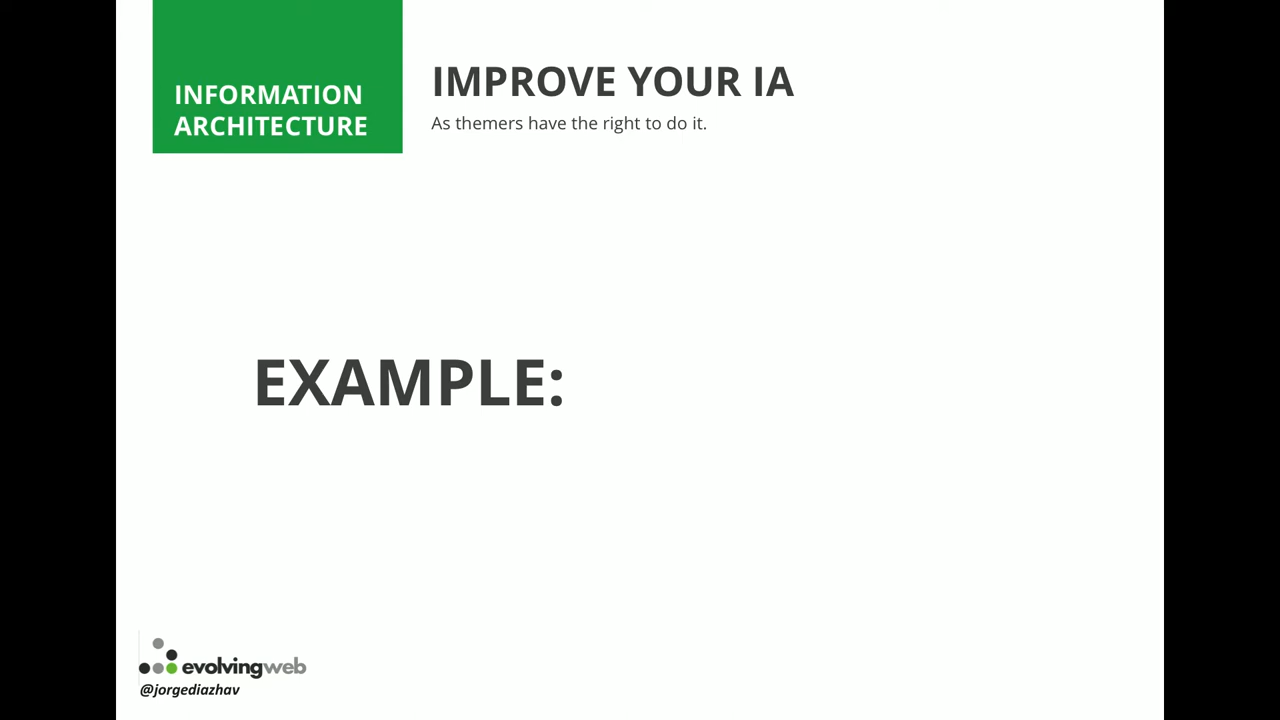 INFORMATION
ARCHITECTURE
IMPROVE YOUR IA
As themers have the right to do it.
EXAMPLE:
evolvingweb
@jorgediazhav